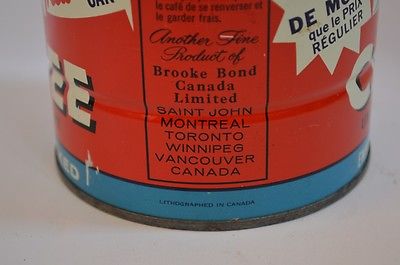 CAN
le café de se renverser et
le garder frais.
Another Fine
Product of
Brooke Bond
Canada
Limited
SAINT JOHN
MONTREAL
TORONTO
WINNIPEG
VANCOUVER
CANADA
DE MO
que le PRIX
RÉGULIER
LITHOGRAPHED IN CANADA